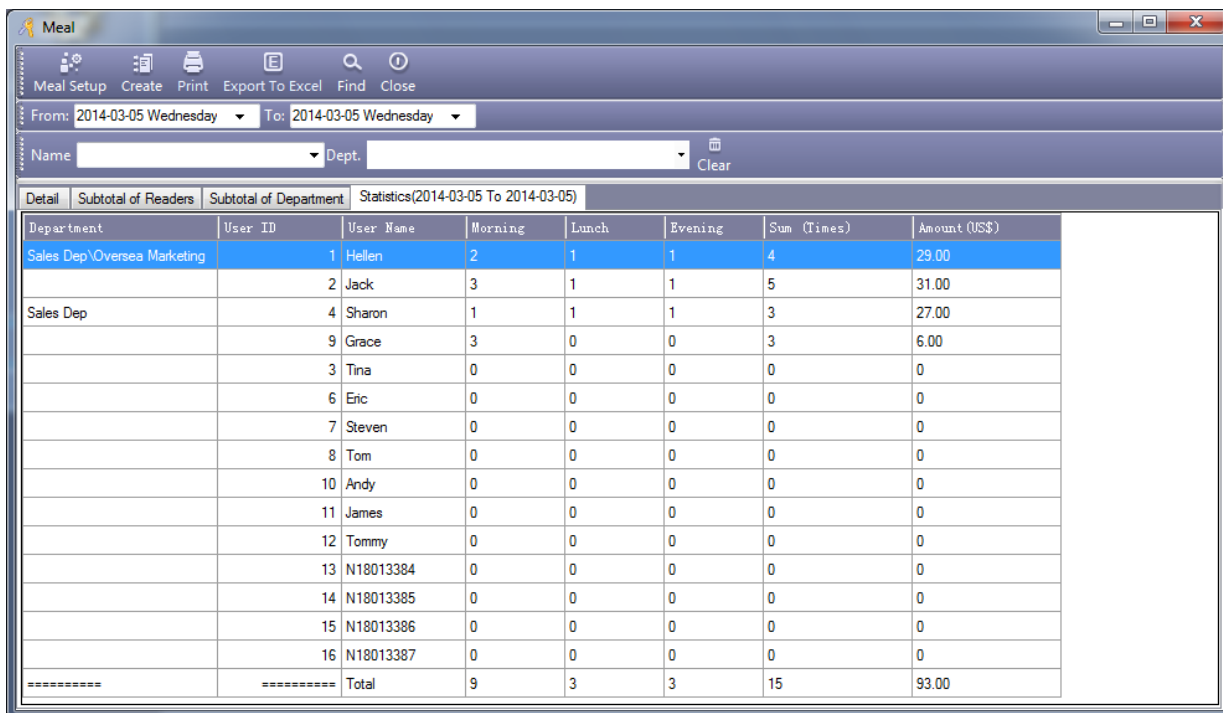 Meal
Meal Setup Create Print Export To Excel Find Close
From: 2014-03-05 Wednesday To: 2014-03-05 Wednesday
Name Dept. Clear
Detail Subtotal of Readers Subtotal of Department Statistics(2014-03-05 To 2014-03-05)
Department User ID User Name Morning Lunch Evening Sum (Times) Amount(US$)
Sales Dep\Oversea Marketing 1 Hellen 2 1 1 4 29.00
2 Jack 3 1 1 5 31.00
Sales Dep 4 Sharon 1 1 1 3 27.00
9 Grace 3 0 0 3 6.00
3 Tina 0 0 0 0 0
6 Eric 0 0 0 0 0
7 Steven 0 0 0 0 0
8 Tom 0 0 0 0 0
10 Andy 0 0 0 0 0
11 James 0 0 0 0 0
12 Tommy 0 0 0 0 0
13 N18013384 0 0 0 0 0
14 N18013385 0 0 0 0 0
15 N18013386 0 0 0 0 0
16 N18013387 0 0 0 0 0
========== ========== Total 9 3 3 15 93.00